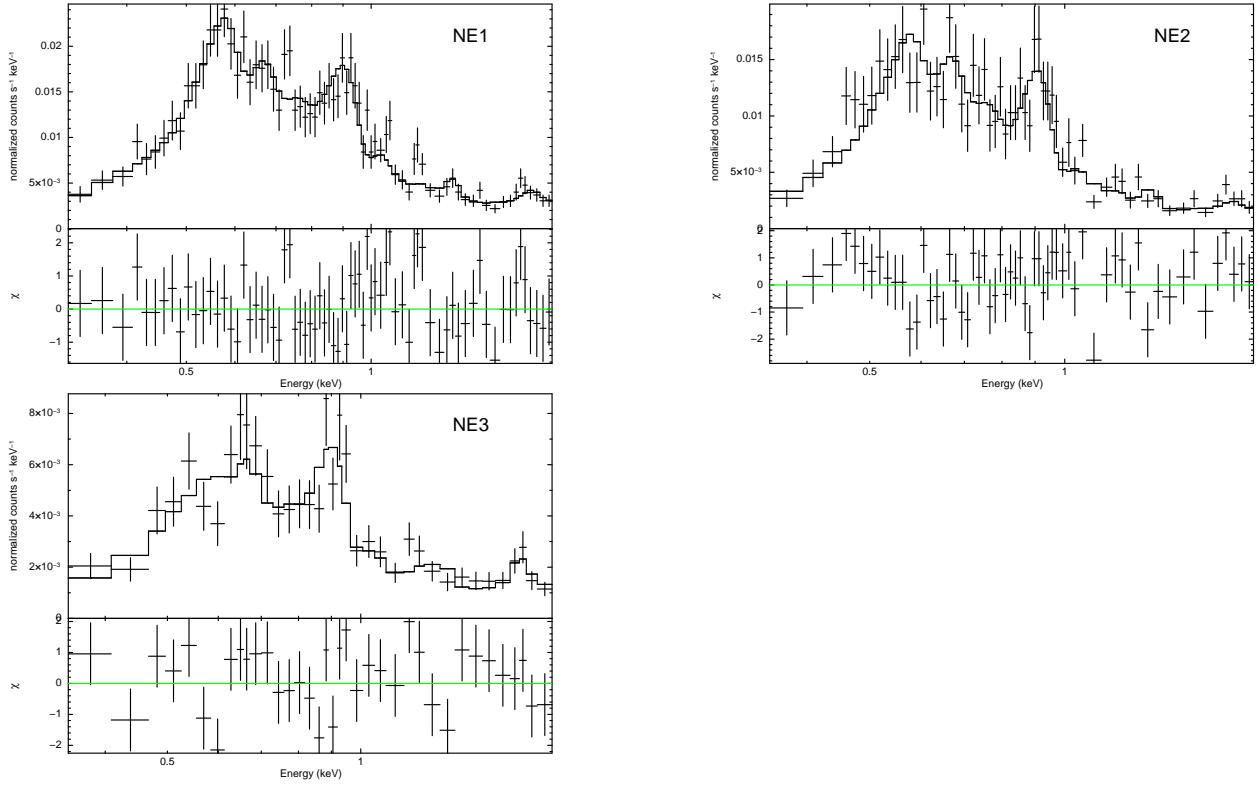 NE1
normalized counts s⁻¹ keV⁻¹
0.02
0.015
0.01
5×10⁻³
0
2
1
0
−1
χ
0.5
1
Energy (keV)
NE2
normalized counts s⁻¹ keV⁻¹
0.015
0.01
5×10⁻³
0
2
1
0
−1
−2
χ
0.5
1
Energy (keV)
NE3
normalized counts s⁻¹ keV⁻¹
8×10⁻³
6×10⁻³
4×10⁻³
2×10⁻³
0
2
1
0
−1
−2
χ
0.5
1
Energy (keV)